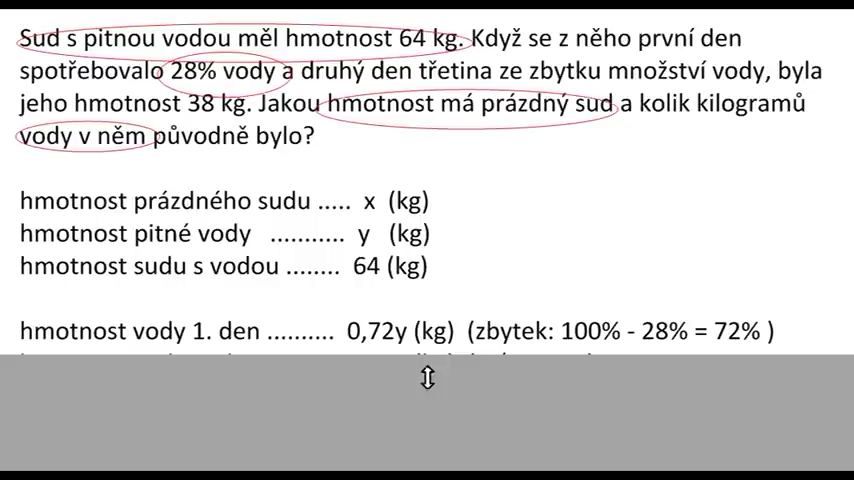 Sud s pitnou vodou měl hmotnost 64 kg. Když se z něho první den
spotřebovalo 28% vody a druhý den třetina ze zbytku množství vody, byla
jeho hmotnost 38 kg. Jakou hmotnost má prázdný sud a kolik kilogramů
vody v něm původně bylo?
hmotnost prázdného sudu ..... x (kg)
hmotnost pitné vody ........... y (kg)
hmotnost sudu s vodou ........ 64 (kg)
hmotnost vody 1. den .......... 0,72y (kg) (zbytek: 100% - 28% = 72% )